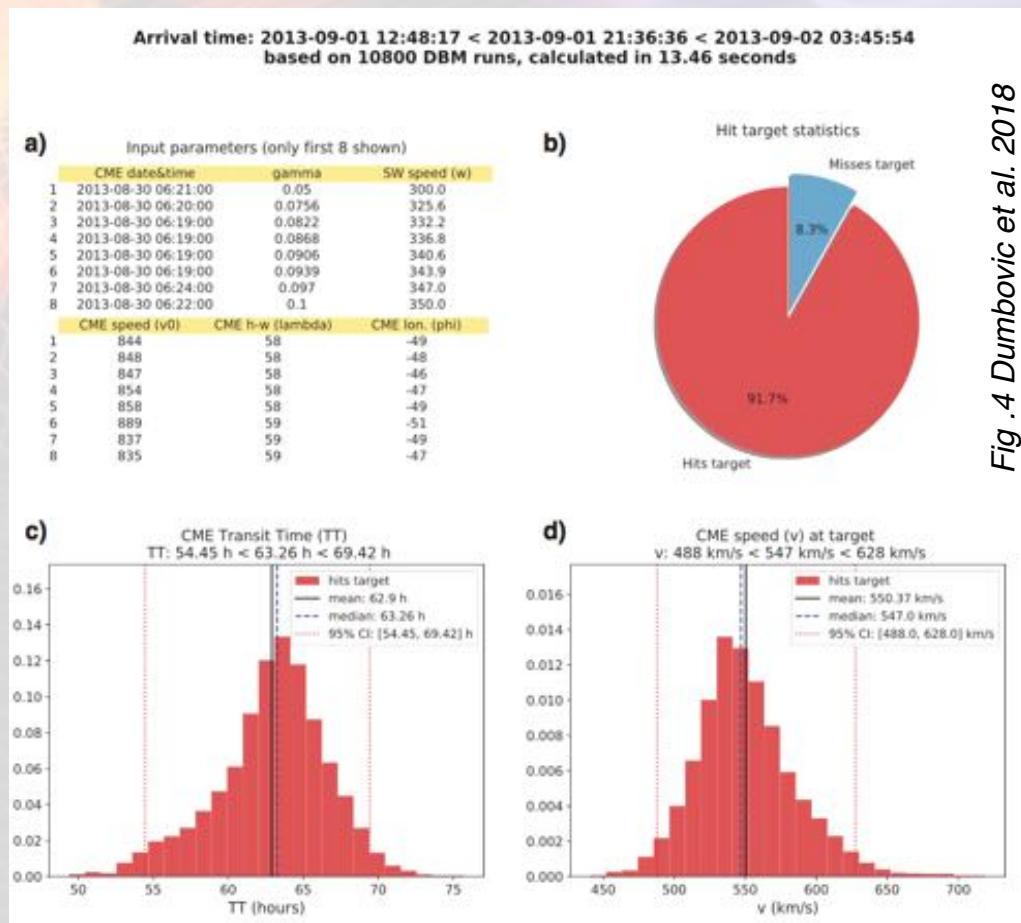 Arrival time: 2013-09-01 12:48:17 < 2013-09-01 21:36:36 < 2013-09-02 03:45:54
based on 10800 DBM runs, calculated in 13.46 seconds
a)
Input parameters (only first 8 shown)
CME date&time gamma SW speed (w)
1 2013-08-30 06:21:00 0.05 300.0
2 2013-08-30 06:20:00 0.0756 325.6
3 2013-08-30 06:19:00 0.0822 332.2
4 2013-08-30 06:19:00 0.0868 336.8
5 2013-08-30 06:19:00 0.0906 340.6
6 2013-08-30 06:19:00 0.0939 343.9
7 2013-08-30 06:24:00 0.097 347.0
8 2013-08-30 06:22:00 0.1 350.0
CME speed (v0) CME h-w (lambda) CME lon. (phi)
1 844 58 -49
2 848 58 -48
3 847 58 -46
4 854 58 -47
5 858 58 -49
6 889 59 -51
7 837 59 -49
8 835 59 -47
b)
Hit target statistics
Misses target
8.3%
91.7%
Hits target
Fig .4 Dumbovic et al. 2018
c)
CME Transit Time (TT)
TT: 54.45 h < 63.26 h < 69.42 h
hits target
mean: 62.9 h
median: 63.26 h
95% CI: [54.45, 69.42] h
0.16
0.14
0.12
0.10
0.08
0.06
0.04
0.02
0.00
50 55 60 65 70 75
TT (hours)
d)
CME speed (v) at target
v: 488 km/s < 547 km/s < 628 km/s
hits target
mean: 550.37 km/s
median: 547.0 km/s
95% CI: [488.0, 628.0] km/s
0.016
0.014
0.012
0.010
0.008
0.006
0.004
0.002
0.000
450 500 550 600 650 700
v (km/s)